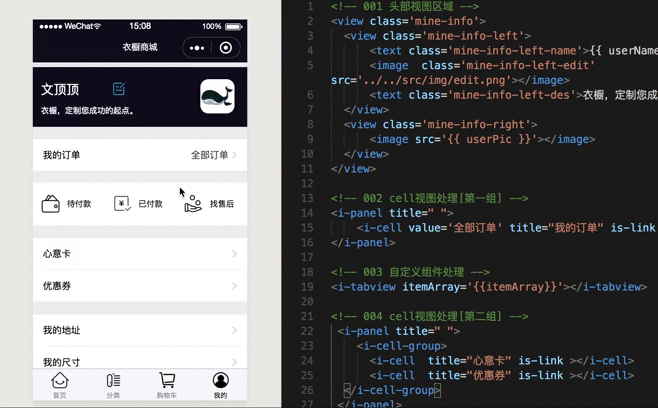 WeChat 15:08 100%
衣橱商城
文顶顶
衣橱，定制您成功的起点。
我的订单 全部订单
待付款 已付款 找售后
心意卡
优惠券
我的地址
我的尺寸
首页 分类 购物车 我的
1 <!-- 001 头部视图区域 -->
2 <view class='mine-info'>
3 <view class='mine-info-left'>
4 <text class='mine-info-left-name'>{{ userName
5 <image class='mine-info-left-edit'
src='../../src/img/edit.png'></image>
6 <text class='mine-info-left-des'>衣橱，定制您成
7 </view>
8 <view class='mine-info-right'>
9 <image src='{{ userPic }}'></image>
10 </view>
11 </view>
12
13 <!-- 002 cell视图处理[第一组] -->
14 <i-panel title=" ">
15 <i-cell value='全部订单' title="我的订单" is-link
16 </i-panel>
17
18 <!-- 003 自定义组件处理 -->
19 <i-tabview itemArray='{{itemArray}}'></i-tabview>
20
21 <!-- 004 cell视图处理[第二组] -->
22 <i-panel title=" ">
23 <i-cell-group>
24 <i-cell title="心意卡" is-link ></i-cell>
25 <i-cell title="优惠券" is-link ></i-cell>
26 </i-cell-group>
27 </i-panel>